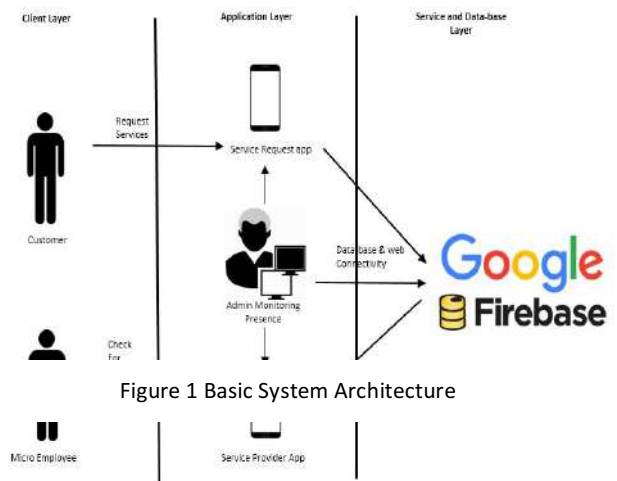 Client Layer
Application Layer
Service and Data-base
Layer
Request
Services
Service Request app
Customer
Data base & web
Connectivity
Google
Firebase
Admin Monitoring
Presence
Check
For
Figure 1 Basic System Architecture
Micro Employee
Service Provider App